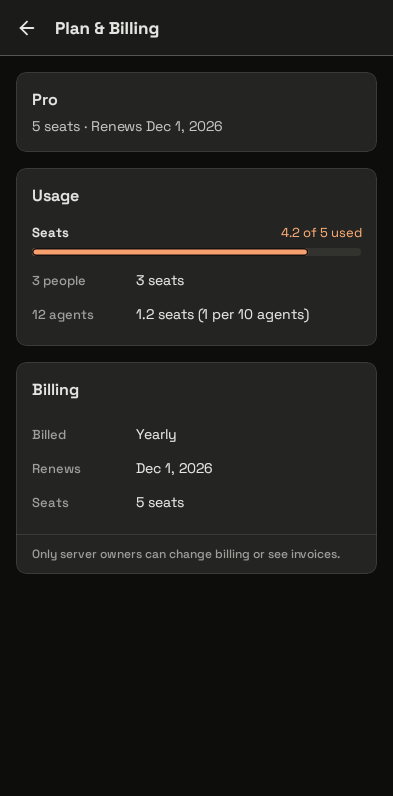 Plan & Billing
Pro
5 seats · Renews Dec 1, 2026
Usage
Seats 4.2 of 5 used
3 people 3 seats
12 agents 1.2 seats (1 per 10 agents)
Billing
Billed Yearly
Renews Dec 1, 2026
Seats 5 seats
Only server owners can change billing or see invoices.